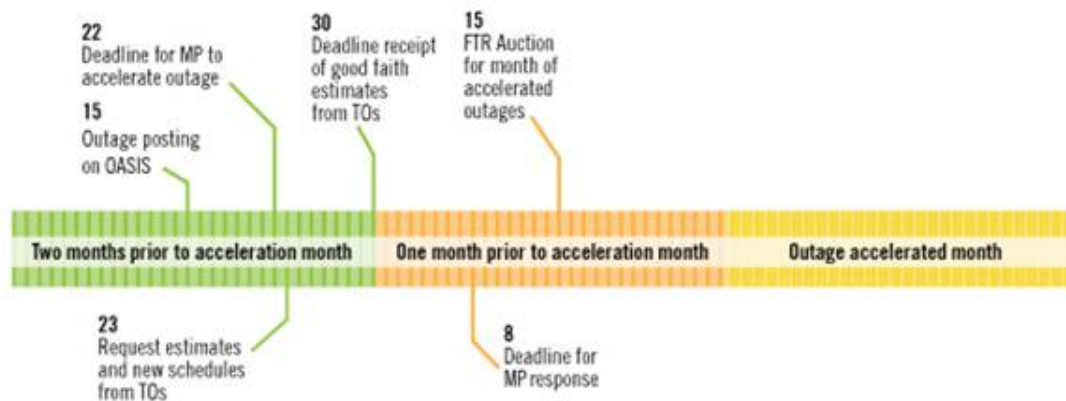 22
Deadline for MP to
accelerate outage
15
Outage posting
on OASIS
30
Deadline receipt
of good faith
estimates
from TOs
15
FTR Auction
for month of
accelerated
outages
Two months prior to acceleration month
One month prior to acceleration month
Outage accelerated month
23
Request estimates
and new schedules
from TOs
8
Deadline for
MP response